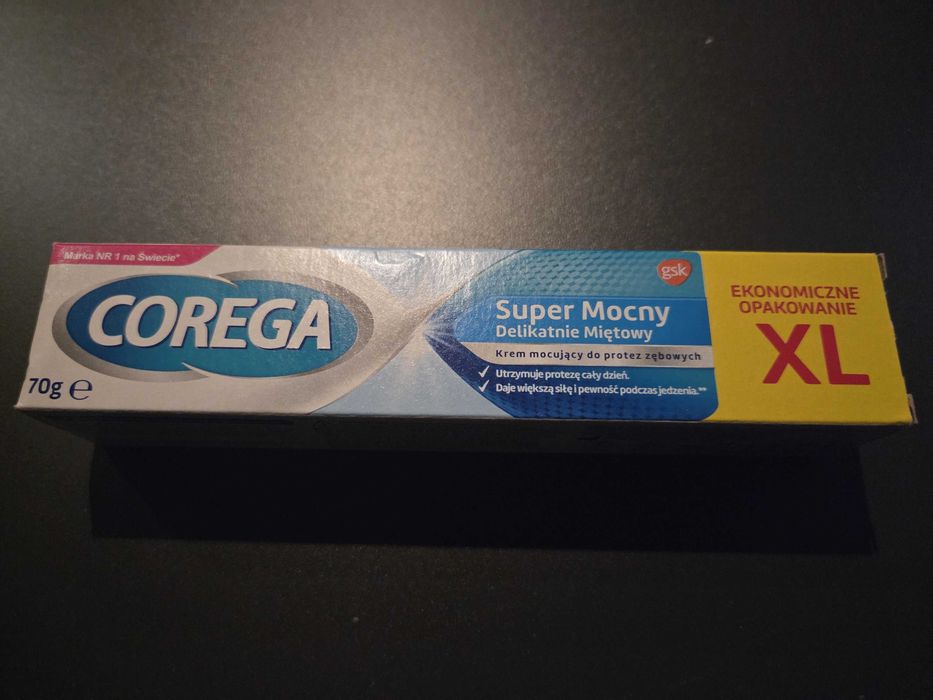 Marka NR 1 na Świecie*
COREGA
70g ℮
gsk
Super Mocny
Delikatnie Miętowy
Krem mocujący do protez zębowych
✓ Utrzymuje protezę cały dzień.
✓ Daje większą siłę i pewność podczas jedzenia.**
EKONOMICZNE
OPAKOWANIE
XL